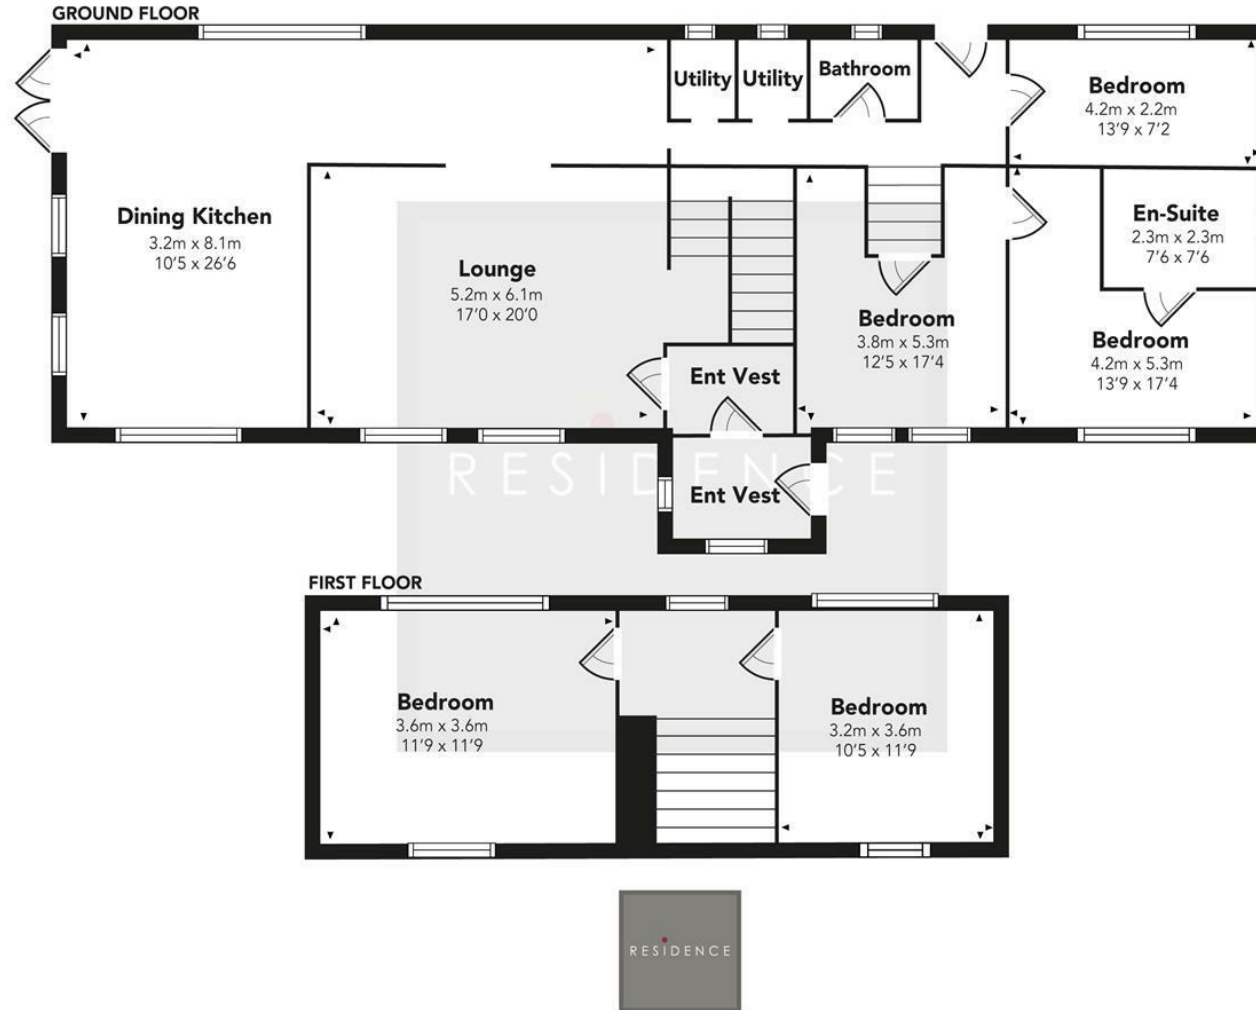 GROUND FLOOR
Utility
Utility
Bathroom
Bedroom
4.2m x 2.2m
13'9 x 7'2
Dining Kitchen
3.2m x 8.1m
10'5 x 26'6
Lounge
5.2m x 6.1m
17'0 x 20'0
En-Suite
2.3m x 2.3m
7'6 x 7'6
Bedroom
3.8m x 5.3m
12'5 x 17'4
Bedroom
4.2m x 5.3m
13'9 x 17'4
Ent Vest
RESIDENCE
Ent Vest
FIRST FLOOR
Bedroom
3.6m x 3.6m
11'9 x 11'9
Bedroom
3.2m x 3.6m
10'5 x 11'9
RESIDENCE